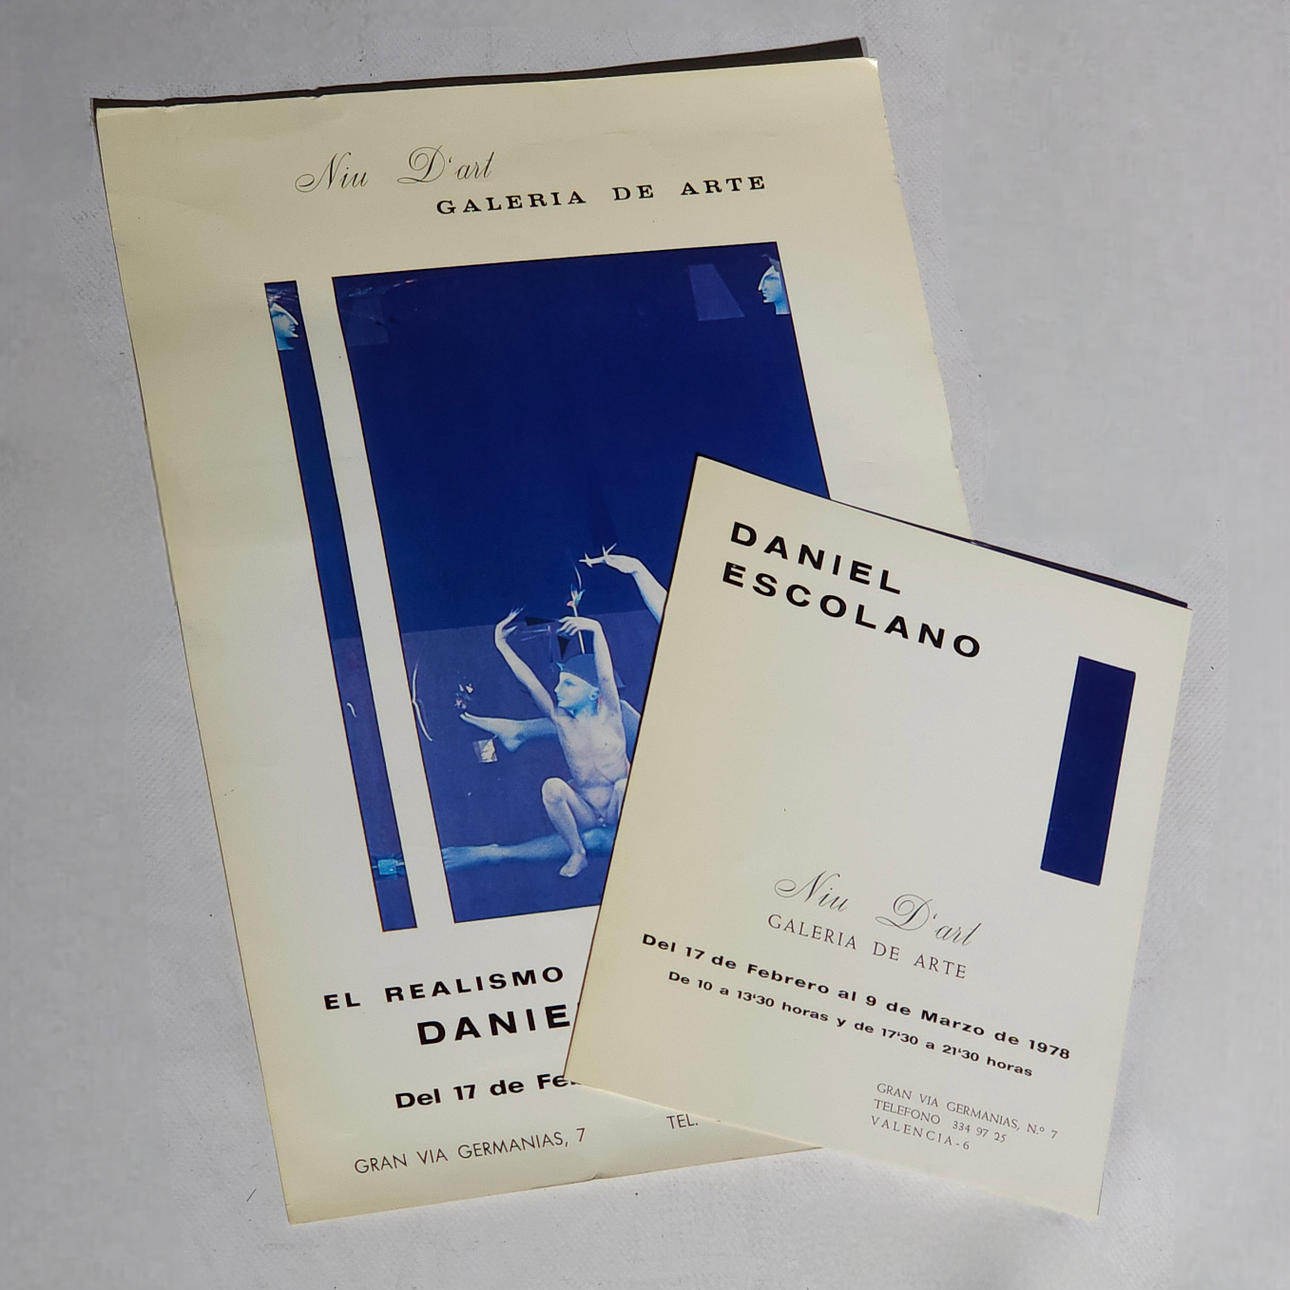 Niu D'art
GALERIA DE ARTE
EL REALISMO
DANIE
Del 17 de Fe
GRAN VIA GERMANIAS, 7
TEL.
DANIEL
ESCOLANO
Niu D'art
GALERIA DE ARTE
Del 17 de Febrero al 9 de Marzo de 1978
De 10 a 13'30 horas y de 17'30 a 21'30 horas
GRAN VIA GERMANIAS, N.º 7
TELEFONO 334 97 25
VALENCIA-6